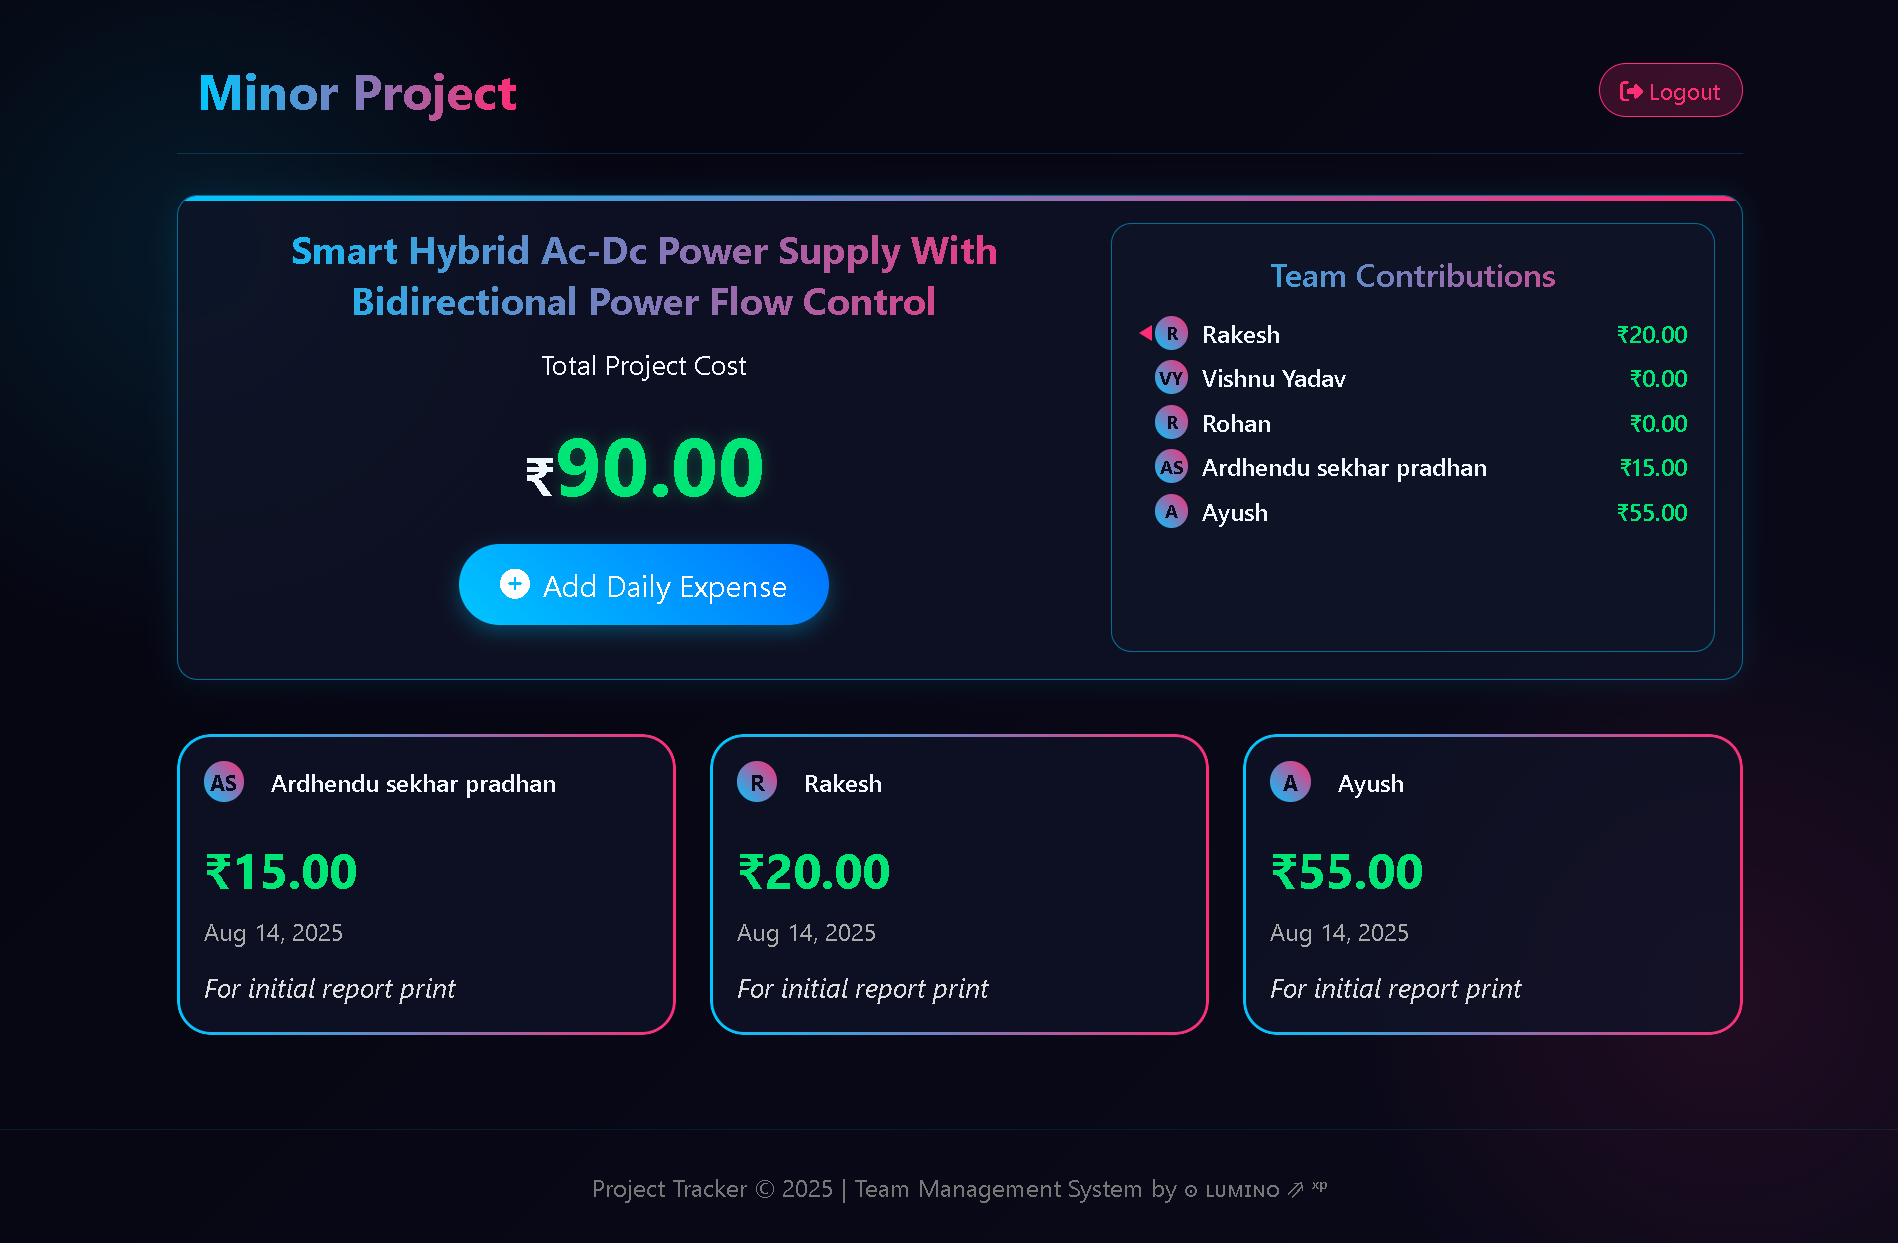 Minor Project
Logout
Smart Hybrid Ac-Dc Power Supply With
Bidirectional Power Flow Control
Total Project Cost
₹90.00
Add Daily Expense
Team Contributions
R Rakesh ₹20.00
VY Vishnu Yadav ₹0.00
R Rohan ₹0.00
AS Ardhendu sekhar pradhan ₹15.00
A Ayush ₹55.00
AS Ardhendu sekhar pradhan
₹15.00
Aug 14, 2025
For initial report print
R Rakesh
₹20.00
Aug 14, 2025
For initial report print
A Ayush
₹55.00
Aug 14, 2025
For initial report print
Project Tracker © 2025 | Team Management System by ⊙ ʟᴜᴍɪɴᴏ ⇗ ˣᵖ